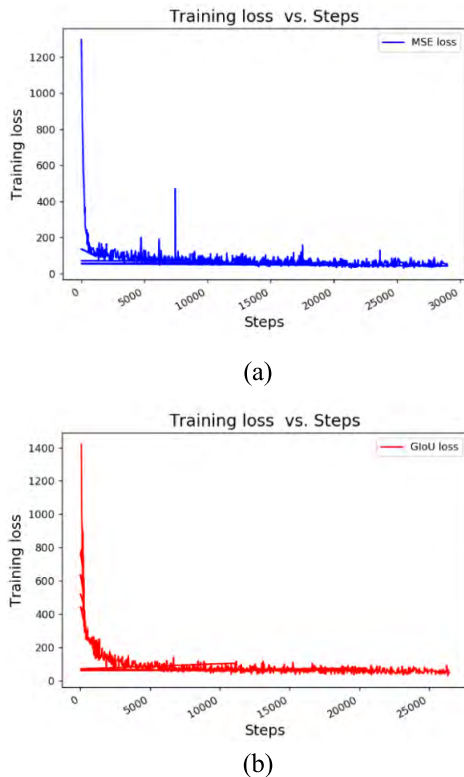 Training loss vs. Steps
MSE loss
1200
1000
800
600
400
200
0
Training loss
0 5000 10000 15000 20000 25000 30000
Steps
(a)
Training loss vs. Steps
GIoU loss
1400
1200
1000
800
600
400
200
0
Training loss
0 5000 10000 15000 20000 25000
Steps
(b)